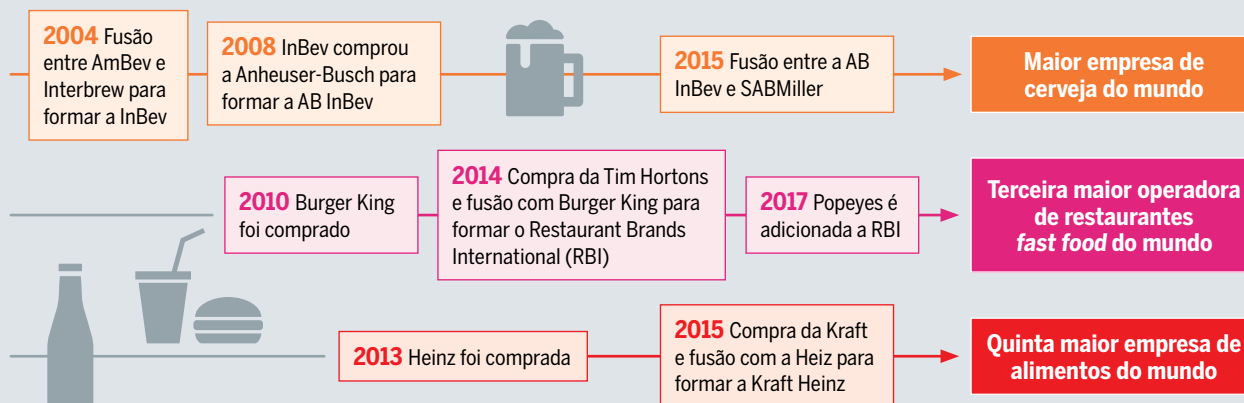 2004 Fusão
entre AmBev e
Interbrew para
formar a InBev
2008 InBev comprou
a Anheuser-Busch para
formar a AB InBev
2015 Fusão entre a AB
InBev e SABMiller
Maior empresa de
cerveja do mundo
2010 Burger King
foi comprado
2014 Compra da Tim Hortons
e fusão com Burger King para
formar o Restaurant Brands
International (RBI)
2017 Popeyes é
adicionada a RBI
Terceira maior operadora
de restaurantes
fast food do mundo
2013 Heinz foi comprada
2015 Compra da Kraft
e fusão com a Heiz para
formar a Kraft Heinz
Quinta maior empresa de
alimentos do mundo